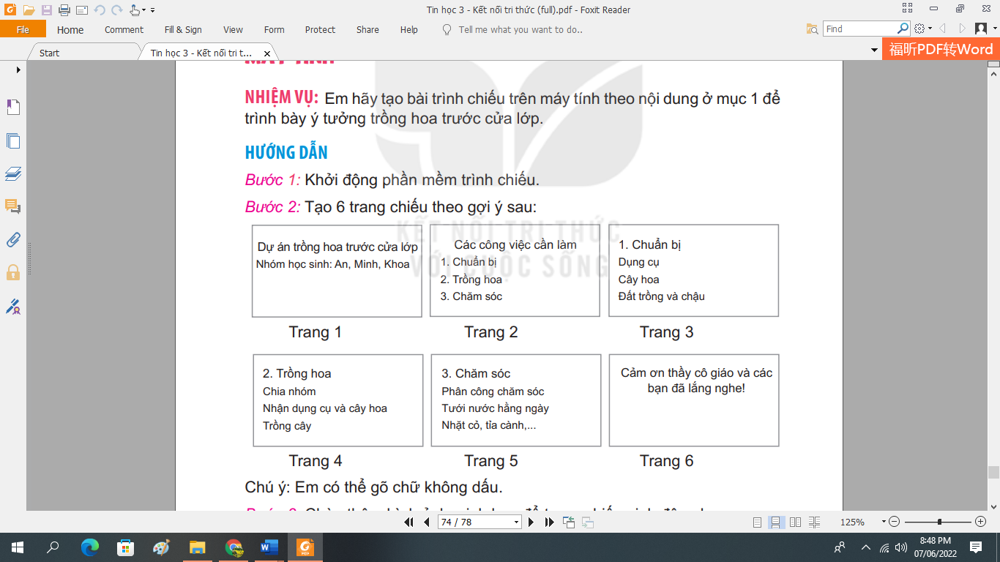 Tin học 3 - Kết nối tri thức (full).pdf - Foxit Reader
File Home Comment Fill & Sign View Form Protect Share Help Tell me what you want to do.. Find
Start Tin học 3 - Kết nối tri t... 福昕PDF转Word
NHIỆM VỤ: Em hãy tạo bài trình chiếu trên máy tính theo nội dung ở mục 1 để
trình bày ý tưởng trồng hoa trước cửa lớp.
HƯỚNG DẪN
Bước 1: Khởi động phần mềm trình chiếu.
Bước 2: Tạo 6 trang chiếu theo gợi ý sau:
KẾT NỐI TRI THỨC
VỚI CUỘC SỐNG
Dự án trồng hoa trước cửa lớp
Nhóm học sinh: An, Minh, Khoa
Trang 1
Các công việc cần làm
1. Chuẩn bị
2. Trồng hoa
3. Chăm sóc
Trang 2
1. Chuẩn bị
Dụng cụ
Cây hoa
Đất trồng và chậu
Trang 3
2. Trồng hoa
Chia nhóm
Nhận dụng cụ và cây hoa
Trồng cây
Trang 4
3. Chăm sóc
Phân công chăm sóc
Tưới nước hằng ngày
Nhặt cỏ, tỉa cành,...
Trang 5
Cảm ơn thầy cô giáo và các
bạn đã lắng nghe!
Trang 6
Chú ý: Em có thể gõ chữ không dấu.
74 / 78
125%
8:48 PM
07/06/2022